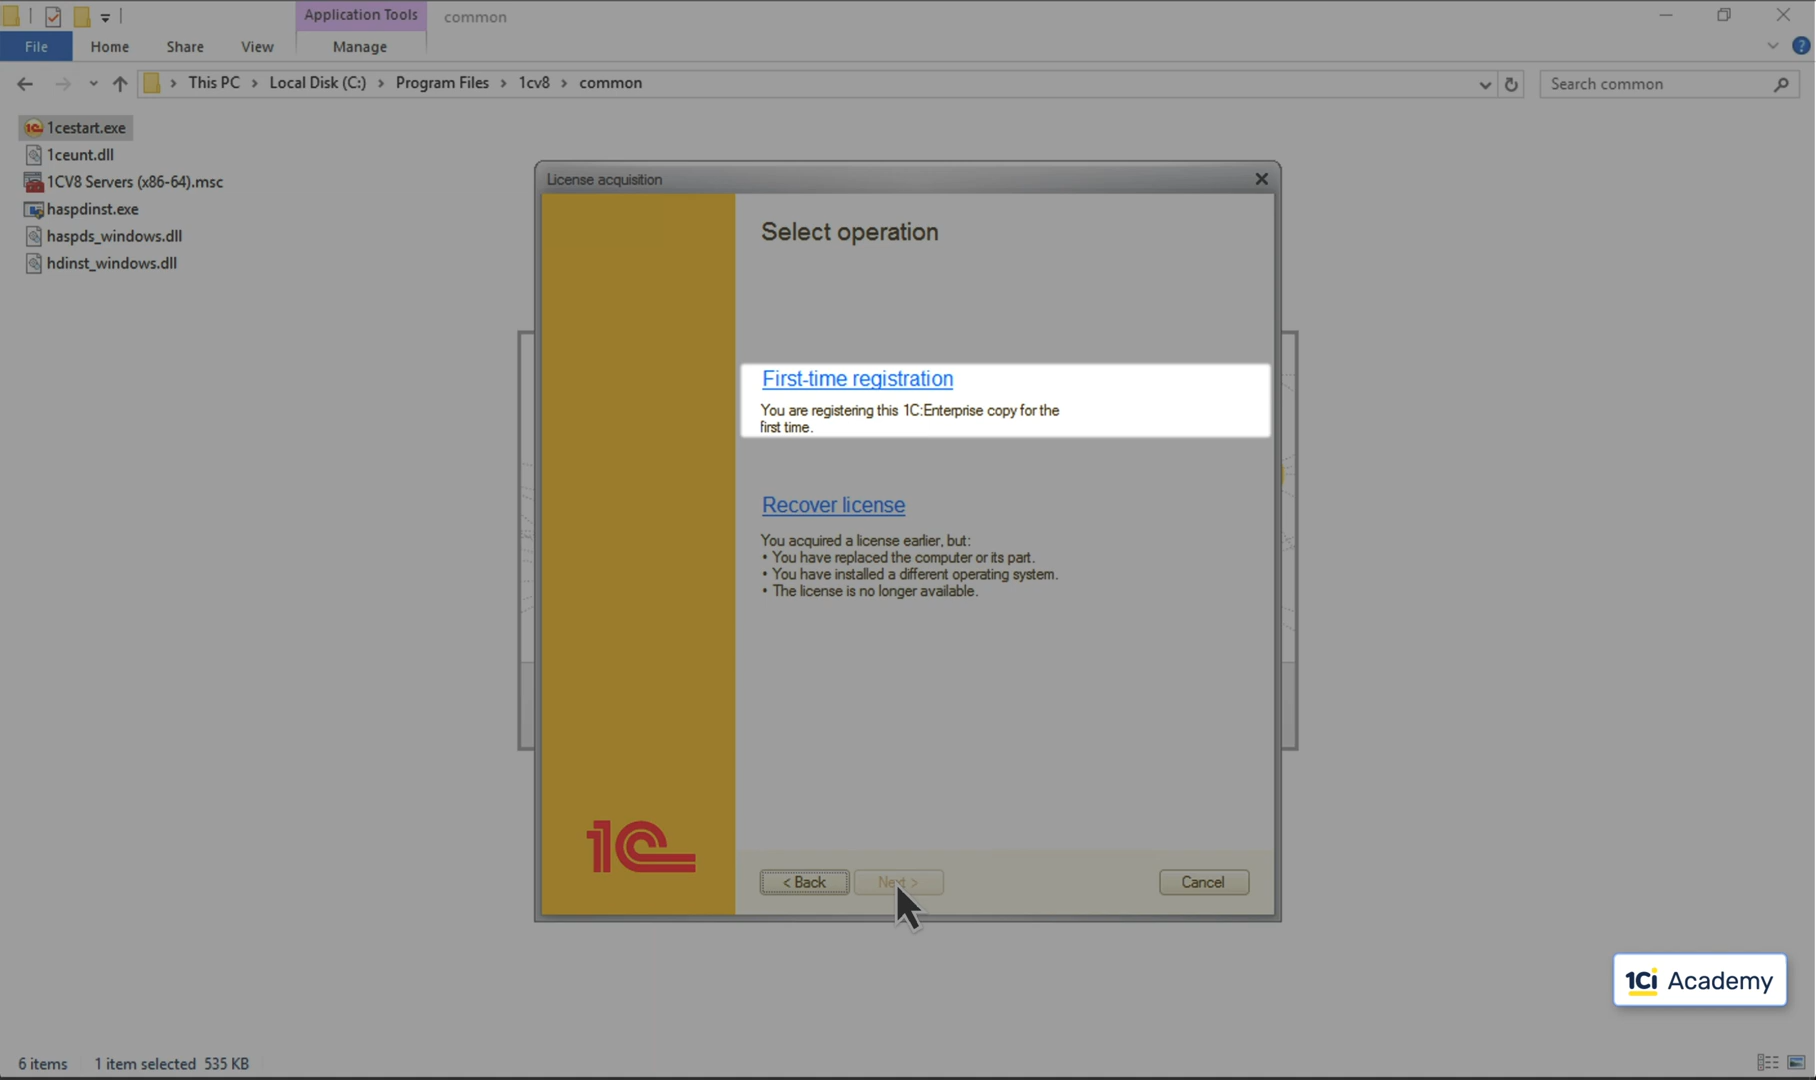 Application Tools
common
File
Home
Share
View
Manage
This PC > Local Disk (C:) > Program Files > 1cv8 > common
Search common
1cestart.exe
1ceunt.dll
1CV8 Servers (x86-64).msc
haspdinst.exe
haspds_windows.dll
hdinst_windows.dll
License acquisition
Select operation
First-time registration
You are registering this 1C:Enterprise copy for the
first time.
Recover license
You acquired a license earlier, but:
• You have replaced the computer or its part.
• You have installed a different operating system.
• The license is no longer available.
1C
< Back
Next >
Cancel
1Ci Academy
6 items
1 item selected 535 KB